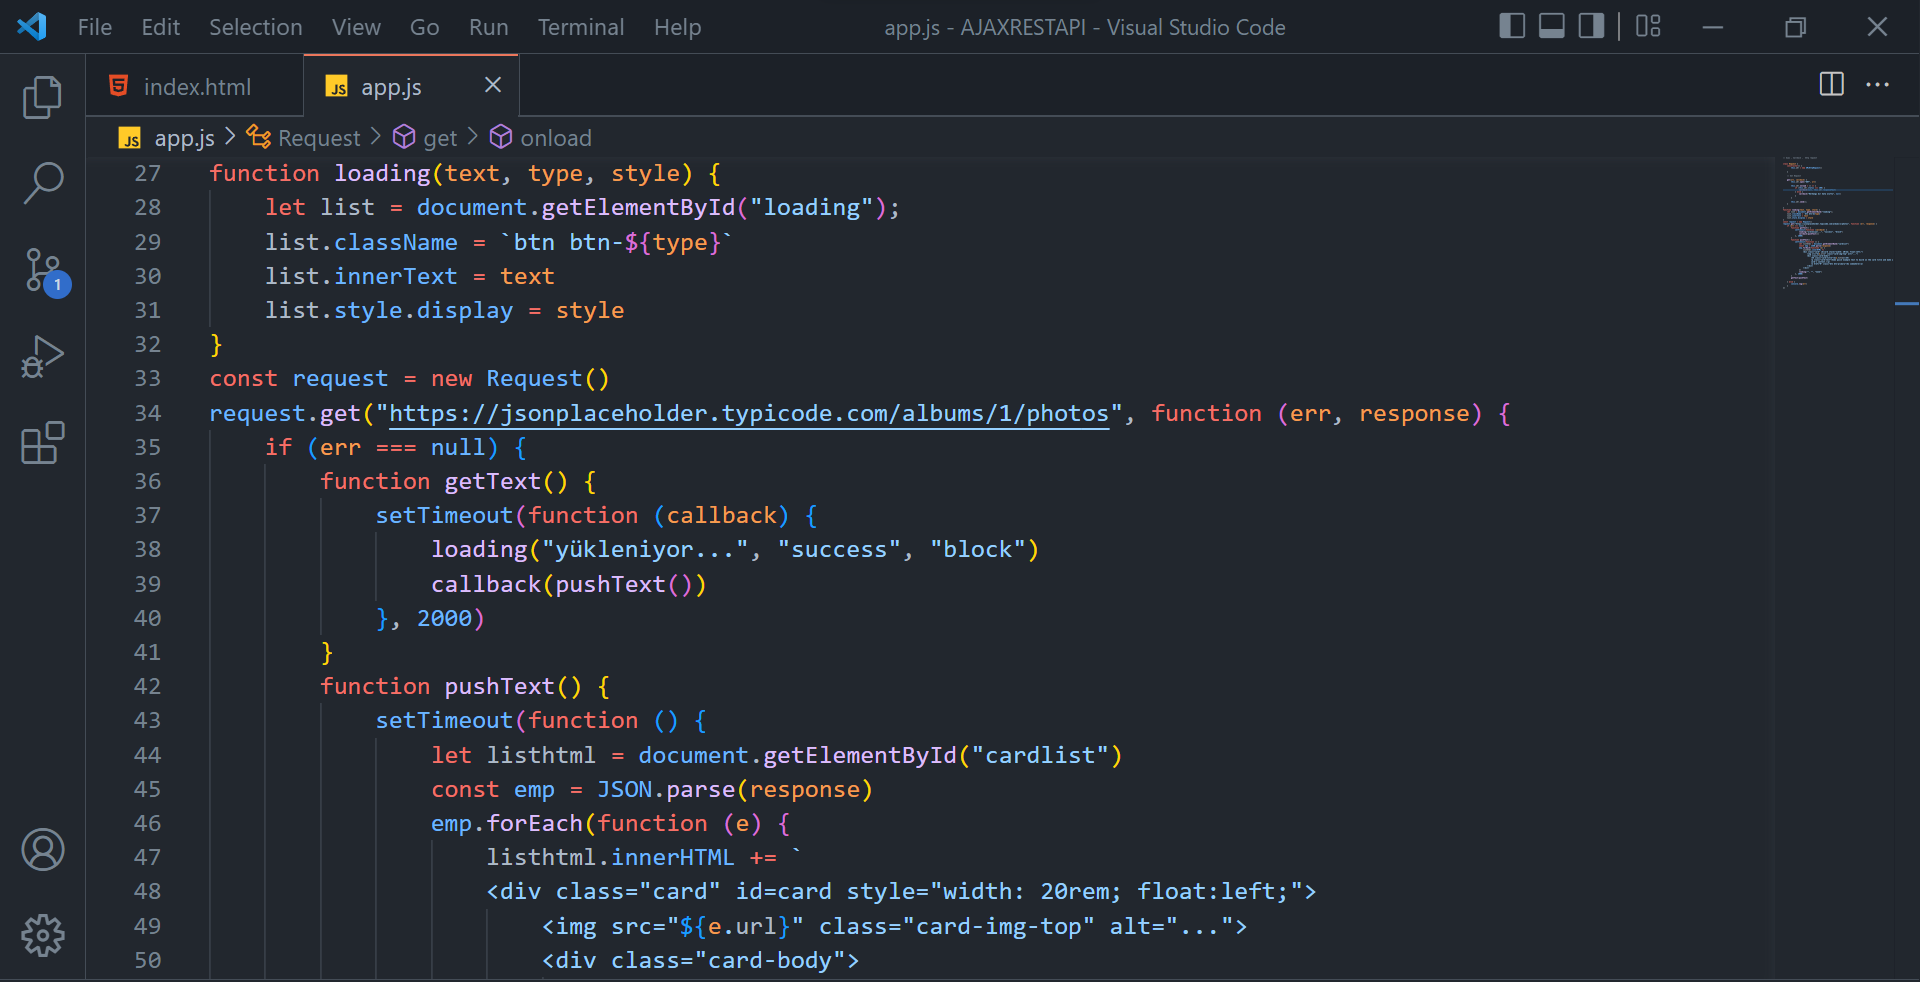 File Edit Selection View Go Run Terminal Help app.js - AJAXRESTAPI - Visual Studio Code
index.html
JS app.js
JS app.js > Request > get > onload
27 function loading(text, type, style) {
28 let list = document.getElementById("loading");
29 list.className = `btn btn-${type}`
30 list.innerText = text
31 list.style.display = style
32 }
33 const request = new Request()
34 request.get("https://jsonplaceholder.typicode.com/albums/1/photos", function (err, response) {
35 if (err === null) {
36 function getText() {
37 setTimeout(function (callback) {
38 loading("yükleniyor...", "success", "block")
39 callback(pushText())
40 }, 2000)
41 }
42 function pushText() {
43 setTimeout(function () {
44 let listhtml = document.getElementById("cardlist")
45 const emp = JSON.parse(response)
46 emp.forEach(function (e) {
47 listhtml.innerHTML += `
48 <div class="card" id=card style="width: 20rem; float:left;">
49 <img src="${e.url}" class="card-img-top" alt="...">
50 <div class="card-body">
1